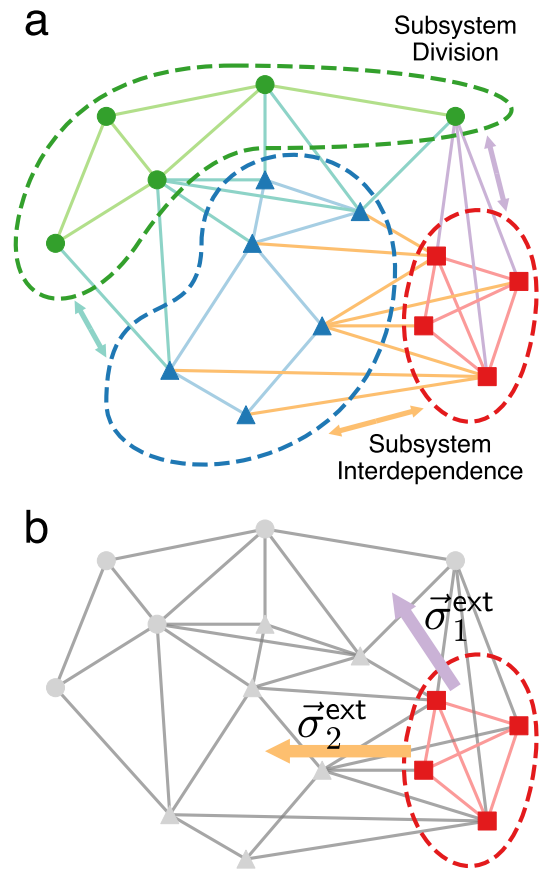 a
Subsystem
Division
Subsystem
Interdependence
b
σ⃗₁ᵉˣᵗ
σ⃗₂ᵉˣᵗ